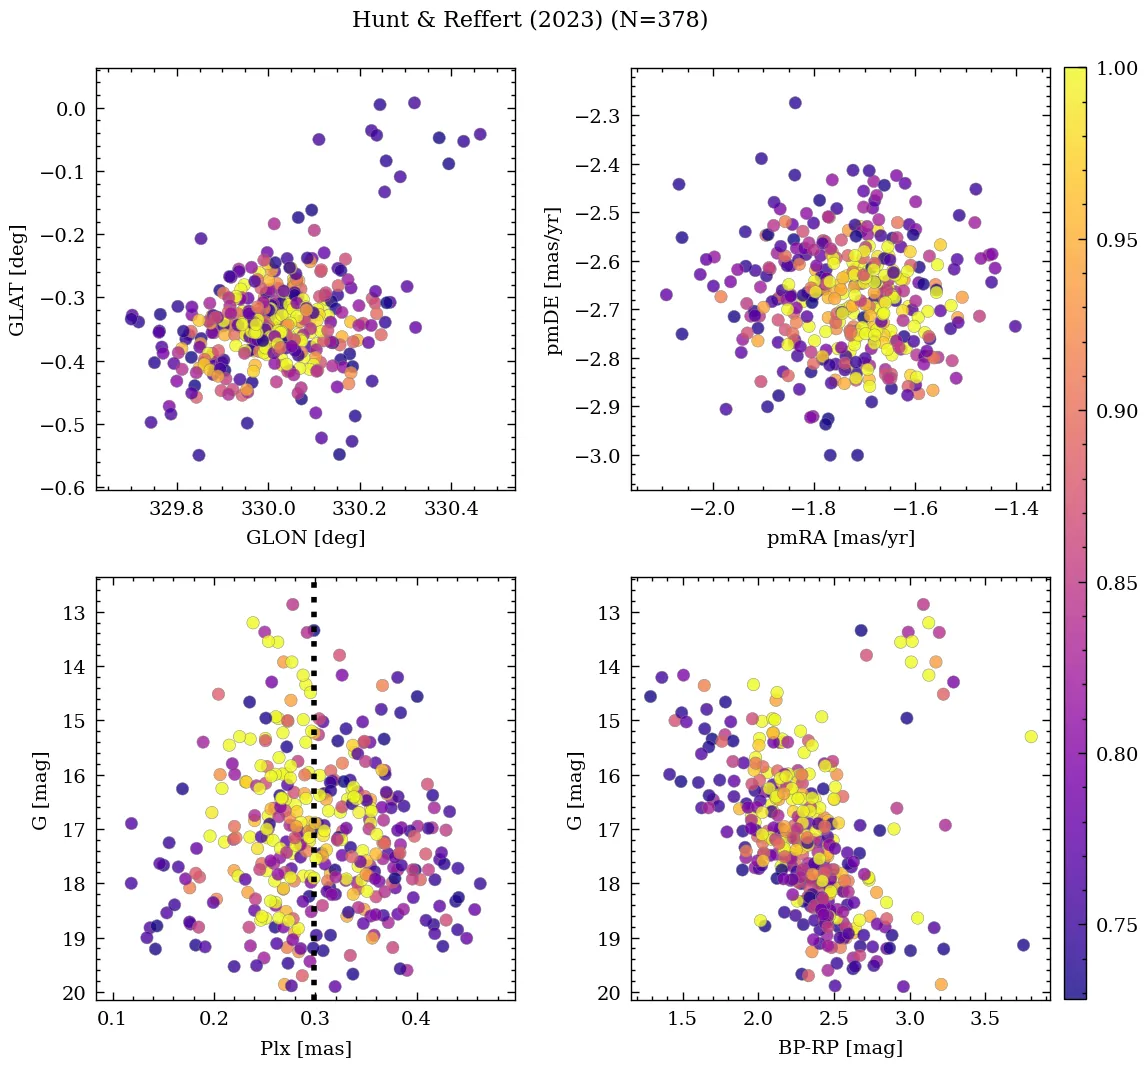 Hunt & Reffert (2023) (N=378)
0.0
−0.1
−0.2
−0.3
−0.4
−0.5
−0.6
GLAT [deg]
329.8 330.0 330.2 330.4
GLON [deg]
−2.3
−2.4
−2.5
−2.6
−2.7
−2.8
−2.9
−3.0
pmDE [mas/yr]
−2.0 −1.8 −1.6 −1.4
pmRA [mas/yr]
13
14
15
16
17
18
19
20
G [mag]
0.1 0.2 0.3 0.4
Plx [mas]
13
14
15
16
17
18
19
20
G [mag]
1.5 2.0 2.5 3.0 3.5
BP-RP [mag]
1.00
0.95
0.90
0.85
0.80
0.75